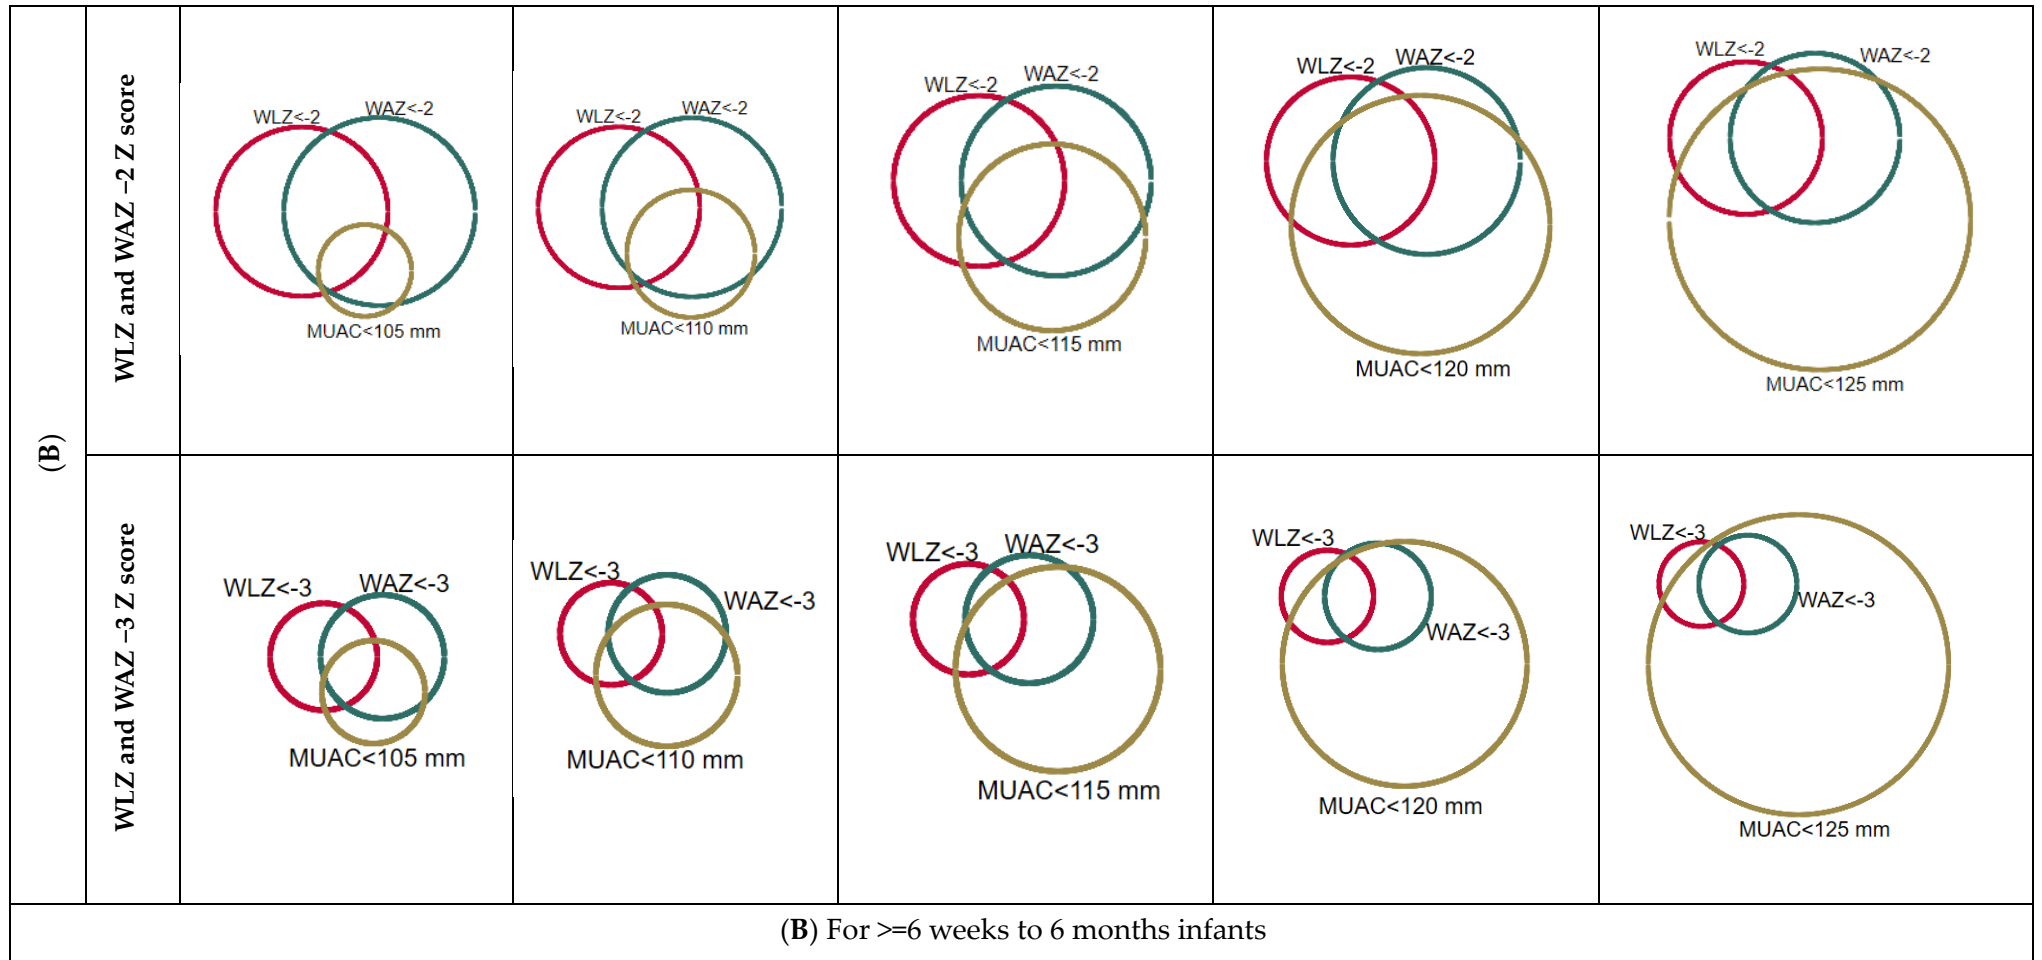 (B)
WLZ and WAZ –2 Z score
WLZ<-2
WAZ<-2
MUAC<105 mm
WLZ<-2
WAZ<-2
MUAC<110 mm
WLZ<-2
WAZ<-2
MUAC<115 mm
WLZ<-2
WAZ<-2
MUAC<120 mm
WLZ<-2
WAZ<-2
MUAC<125 mm
WLZ and WAZ –3 Z score
WLZ<-3
WAZ<-3
MUAC<105 mm
WLZ<-3
WAZ<-3
MUAC<110 mm
WLZ<-3
WAZ<-3
MUAC<115 mm
WLZ<-3
WAZ<-3
MUAC<120 mm
WLZ<-3
WAZ<-3
MUAC<125 mm
(B) For >=6 weeks to 6 months infants